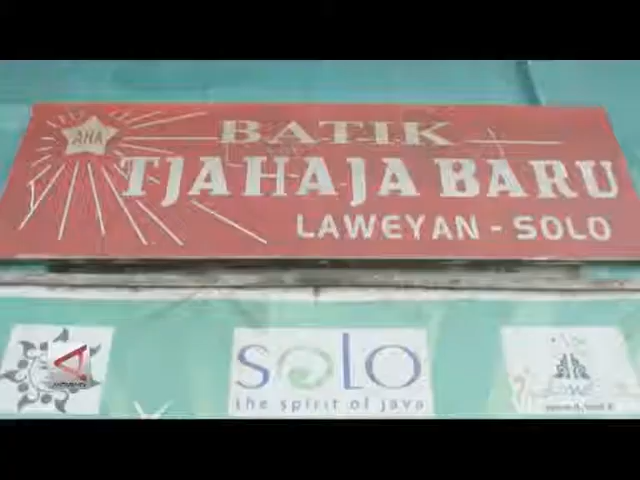 AHA
BATIK
TJAHAJA BARU
LAWEYAN - SOLO
solo
the spirit of java